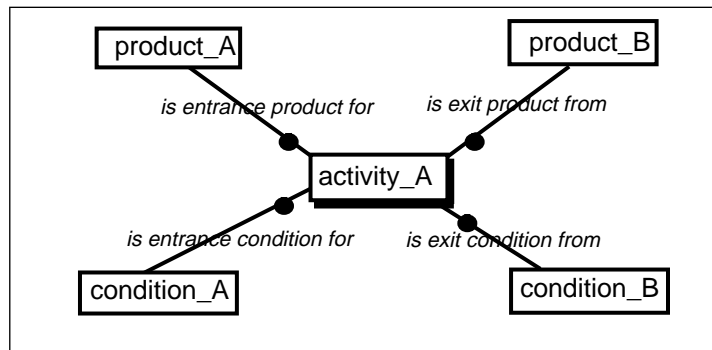 product_A
product_B
is entrance product for
is exit product from
activity_A
is entrance condition for
is exit condition from
condition_A
condition_B